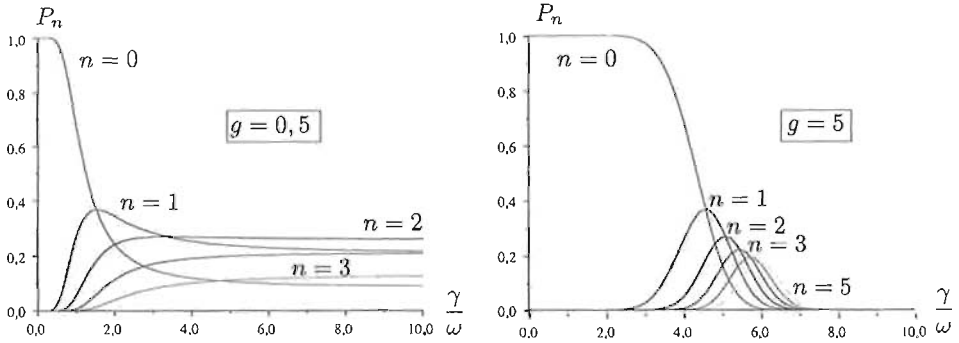 P_n
1,0
n = 0
0,8
g = 0,5
0,6
0,4
n = 1
n = 2
0,2
n = 3
0,0
0,0 2,0 4,0 6,0 8,0 10,0
γ/ω
P_n
1,0
n = 0
0,8
g = 5
0,6
0,4
n = 1
n = 2
0,2
n = 3
n = 5
0,0
0,0 2,0 4,0 6,0 8,0 10,0
γ/ω